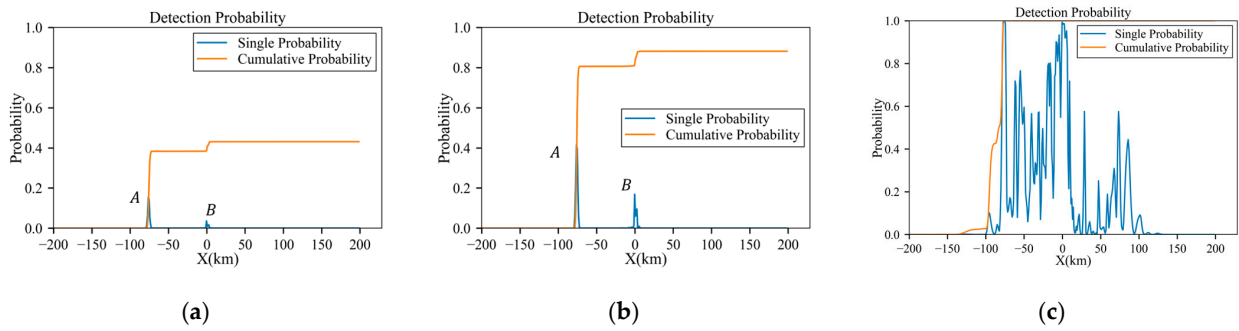 Detection Probability
1.0
0.8
0.6
0.4
0.2
0.0
Probability
Single Probability
Cumulative Probability
A
B
−200 −150 −100 −50 0 50 100 150 200
X(km)
(a)
Detection Probability
1.0
0.8
0.6
0.4
0.2
0.0
Probability
Single Probability
Cumulative Probability
A
B
−200 −150 −100 −50 0 50 100 150 200
X(km)
(b)
Detection Probability
1.0
0.8
0.6
0.4
0.2
0.0
Probability
Single Probability
Cumulative Probability
−200 −150 −100 −50 0 50 100 150 200
X(km)
(c)